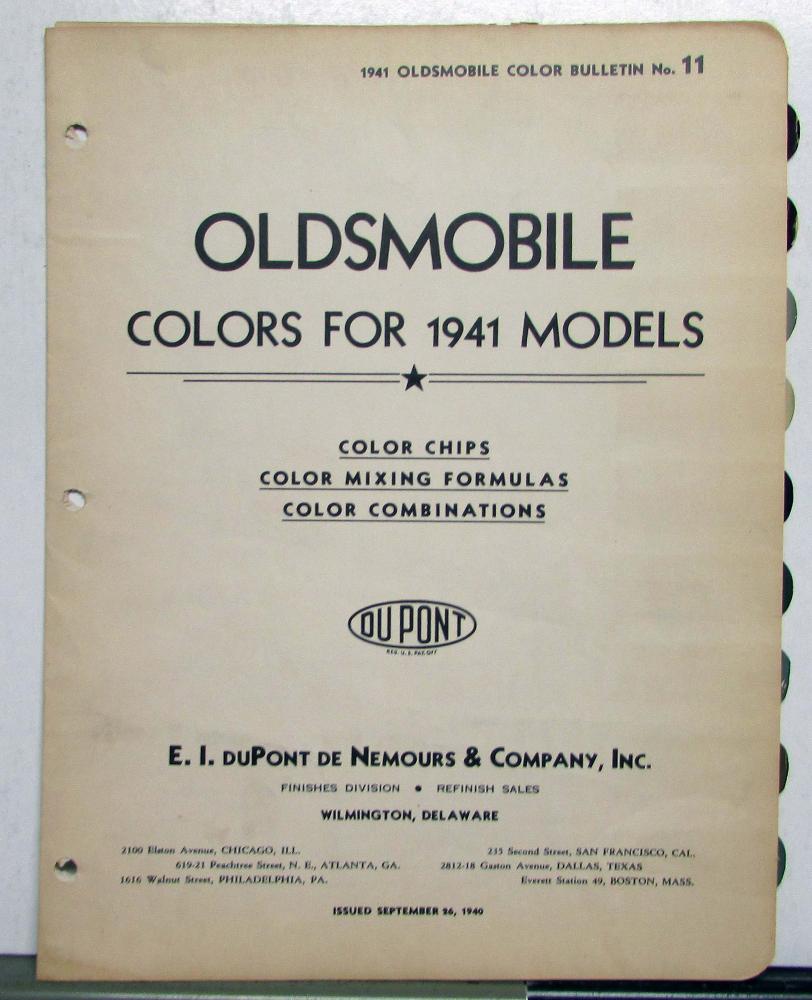 1941 OLDSMOBILE COLOR BULLETIN No. 11
OLDSMOBILE
COLORS FOR 1941 MODELS
COLOR CHIPS
COLOR MIXING FORMULAS
COLOR COMBINATIONS
DU PONT
REG. U.S. PAT. OFF
E. I. DUPONT DE NEMOURS & COMPANY, INC.
FINISHES DIVISION • REFINISH SALES
WILMINGTON, DELAWARE
2100 Elston Avenue, CHICAGO, ILL.
619-21 Peachtree Street, N. E., ATLANTA, GA.
1616 Walnut Street, PHILADELPHIA, PA.
235 Second Street, SAN FRANCISCO, CAL.
2812-18 Gaston Avenue, DALLAS, TEXAS
Everett Station 49, BOSTON, MASS.
ISSUED SEPTEMBER 26, 1940